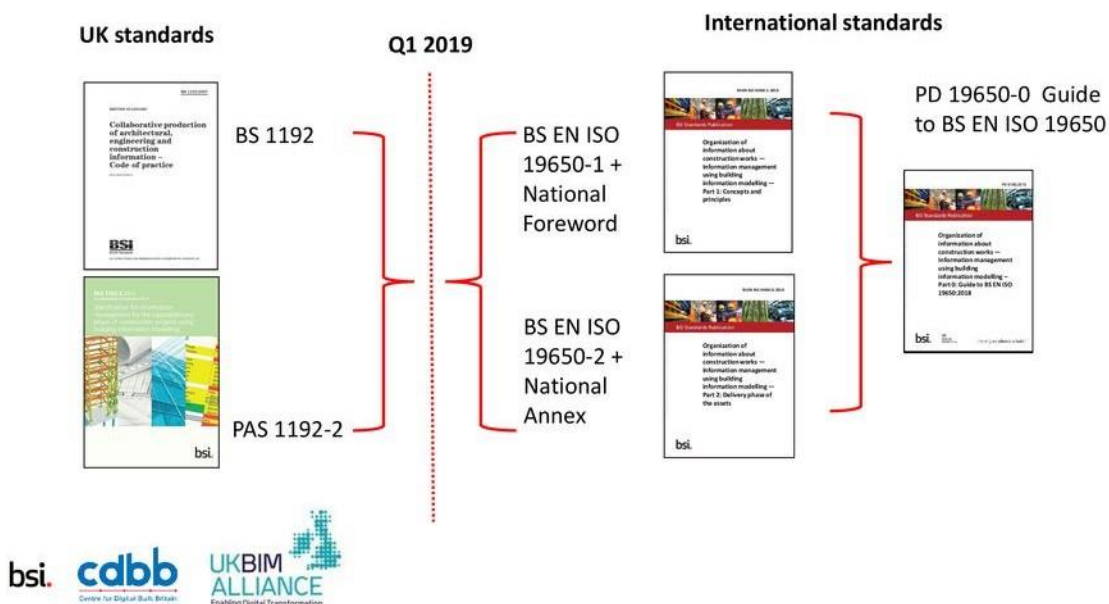 UK standards
Q1 2019
International standards
BRITISH STANDARD
Collaborative production
of architectural,
engineering and
construction
information –
Code of practice
BSI
BS 1192
bsi.
PAS 1192-2
BS EN ISO
19650-1 +
National
Foreword
BS EN ISO
19650-2 +
National
Annex
BSI Standards Publication
Organization of
information about
construction works —
Information management
using building
information modelling —
Part 1: Concepts and
principles
bsi.
BSI Standards Publication
Organization of
information about
construction works —
Information management
using building
information modelling —
Part 2: Delivery phase of
the assets
bsi.
PD 19650-0 Guide
to BS EN ISO 19650
BSI Standards Publication
Organization of
information about
construction works —
Information management
using building
information modelling –
Part 0: Guide to BS EN ISO
19650:2018
bsi.
bsi.
cdbb
Centre for Digital Built Britain
UKBIM
ALLIANCE
Enabling Digital Transformation